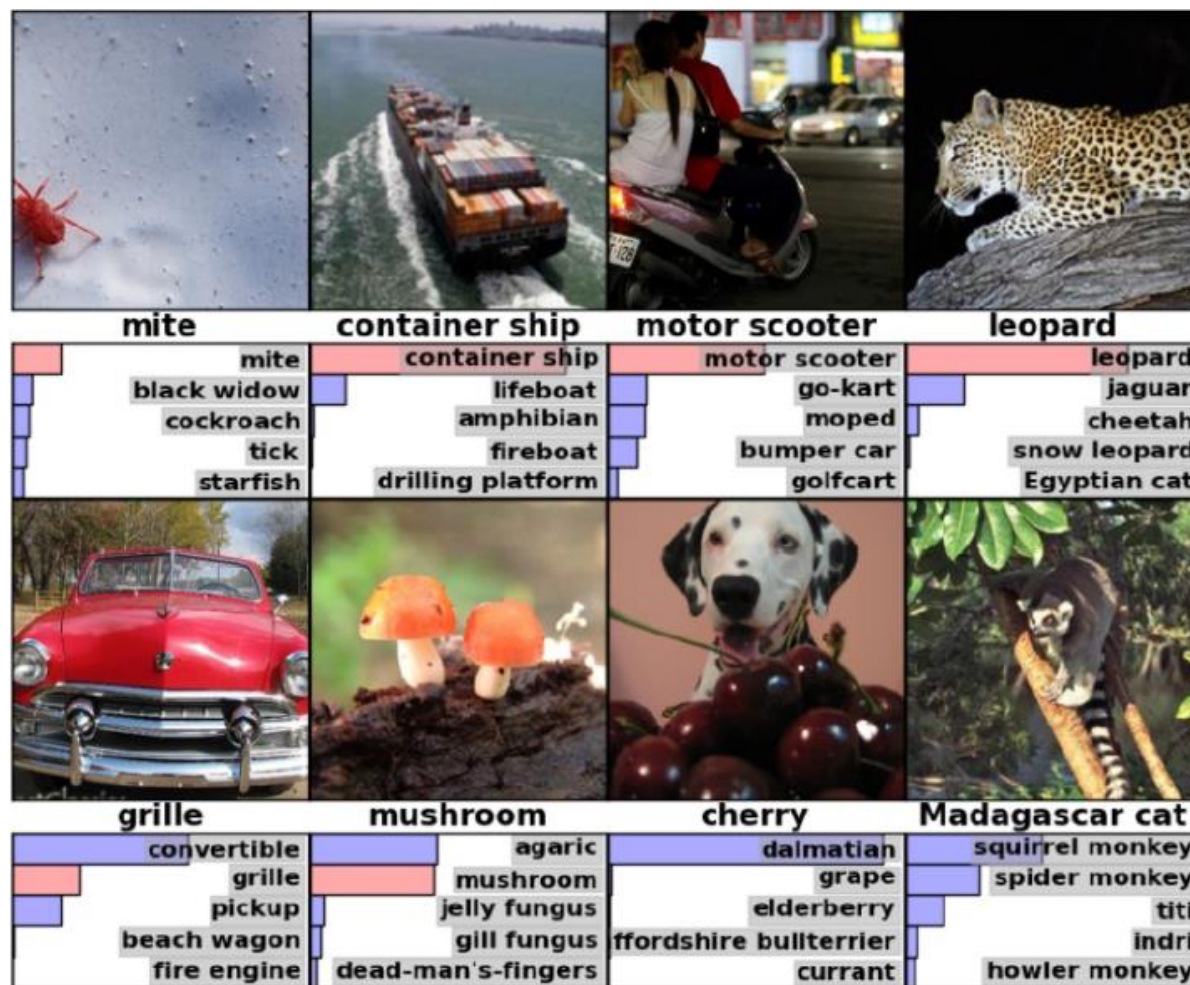 mite
mite
black widow
cockroach
tick
starfish
container ship
container ship
lifeboat
amphibian
fireboat
drilling platform
motor scooter
motor scooter
go-kart
moped
bumper car
golfcart
leopard
leopard
jaguar
cheetah
snow leopard
Egyptian cat
grille
convertible
grille
pickup
beach wagon
fire engine
mushroom
agaric
mushroom
jelly fungus
gill fungus
dead-man's-fingers
cherry
dalmatian
grape
elderberry
ffordshire bullterrier
currant
Madagascar cat
squirrel monkey
spider monkey
titi
indri
howler monkey